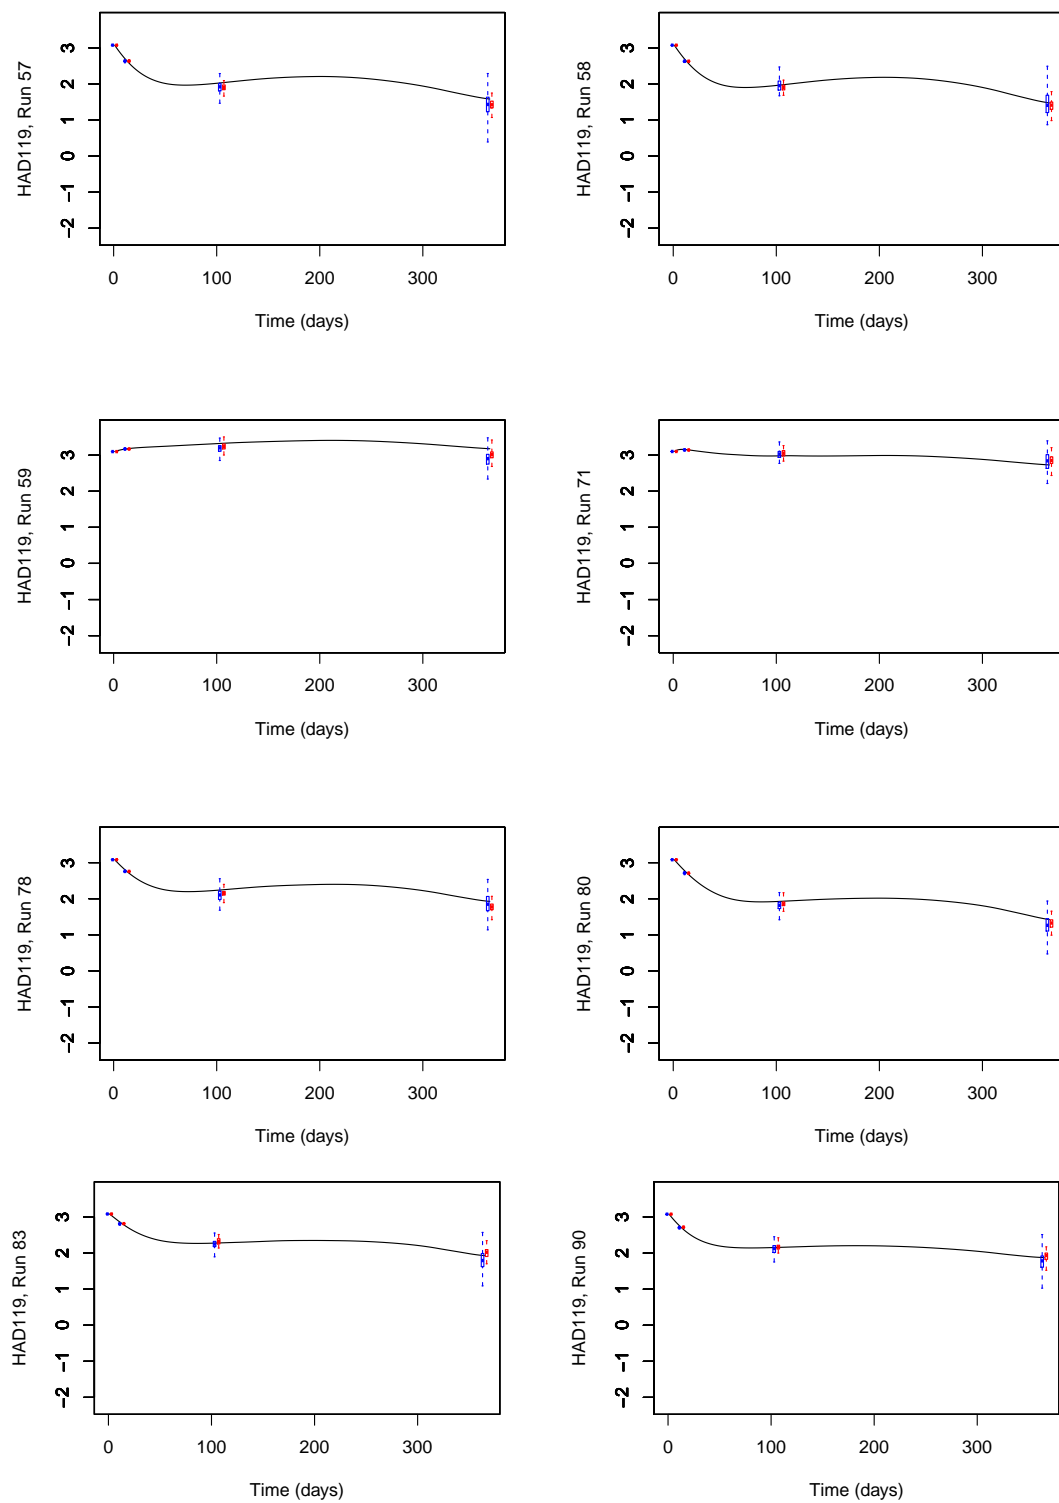 HAD119, Run 57
3
2
1
0
−1
−2
0 100 200 300
Time (days)
HAD119, Run 58
3
2
1
0
−1
−2
0 100 200 300
Time (days)
HAD119, Run 59
3
2
1
0
−1
−2
0 100 200 300
Time (days)
HAD119, Run 71
3
2
1
0
−1
−2
0 100 200 300
Time (days)
HAD119, Run 78
3
2
1
0
−1
−2
0 100 200 300
Time (days)
HAD119, Run 80
3
2
1
0
−1
−2
0 100 200 300
Time (days)
HAD119, Run 83
3
2
1
0
−1
−2
0 100 200 300
Time (days)
HAD119, Run 90
3
2
1
0
−1
−2
0 100 200 300
Time (days)